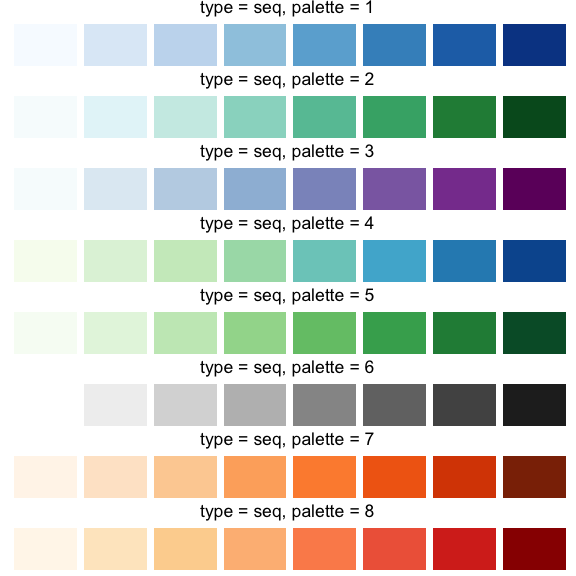 type = seq, palette = 1
type = seq, palette = 2
type = seq, palette = 3
type = seq, palette = 4
type = seq, palette = 5
type = seq, palette = 6
type = seq, palette = 7
type = seq, palette = 8